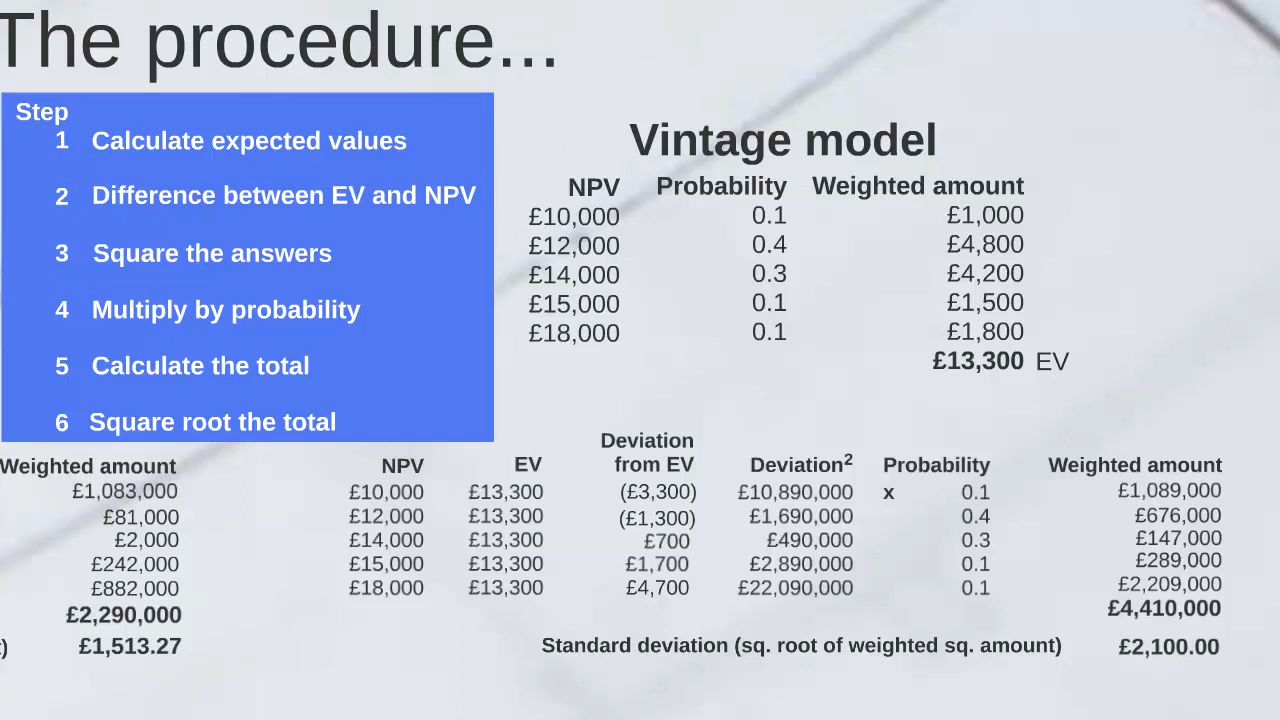 The procedure...
Step
1 Calculate expected values
2 Difference between EV and NPV
3 Square the answers
4 Multiply by probability
5 Calculate the total
6 Square root the total
Vintage model
NPV Probability Weighted amount
£10,000 0.1 £1,000
£12,000 0.4 £4,800
£14,000 0.3 £4,200
£15,000 0.1 £1,500
£18,000 0.1 £1,800
£13,300 EV
Weighted amount
£1,083,000
£81,000
£2,000
£242,000
£882,000
£2,290,000
t) £1,513.27
NPV EV Deviation from EV Deviation² Probability Weighted amount
£10,000 £13,300 (£3,300) £10,890,000 x 0.1 £1,089,000
£12,000 £13,300 (£1,300) £1,690,000 0.4 £676,000
£14,000 £13,300 £700 £490,000 0.3 £147,000
£15,000 £13,300 £1,700 £2,890,000 0.1 £289,000
£18,000 £13,300 £4,700 £22,090,000 0.1 £2,209,000
£4,410,000
Standard deviation (sq. root of weighted sq. amount) £2,100.00